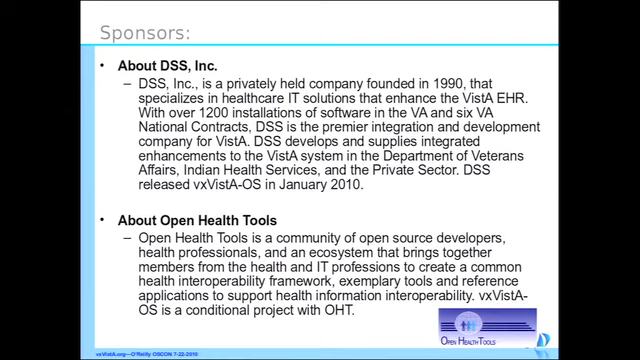 Sponsors:
• About DSS, Inc.
– DSS, Inc., is a privately held company founded in 1990, that
specializes in healthcare IT solutions that enhance the VistA EHR.
With over 1200 installations of software in the VA and six VA
National Contracts, DSS is the premier integration and development
company for VistA. DSS develops and supplies integrated
enhancements to the VistA system in the Department of Veterans
Affairs, Indian Health Services, and the Private Sector. DSS
released vxVistA-OS in January 2010.
• About Open Health Tools
– Open Health Tools is a community of open source developers,
health professionals, and an ecosystem that brings together
members from the health and IT professions to create a common
health interoperability framework, exemplary tools and reference
applications to support health information interoperability. vxVistA-
OS is a conditional project with OHT.
OPEN HEALTH TOOLS
vxVistA.org—O'Reilly OSCON 7-22-2010